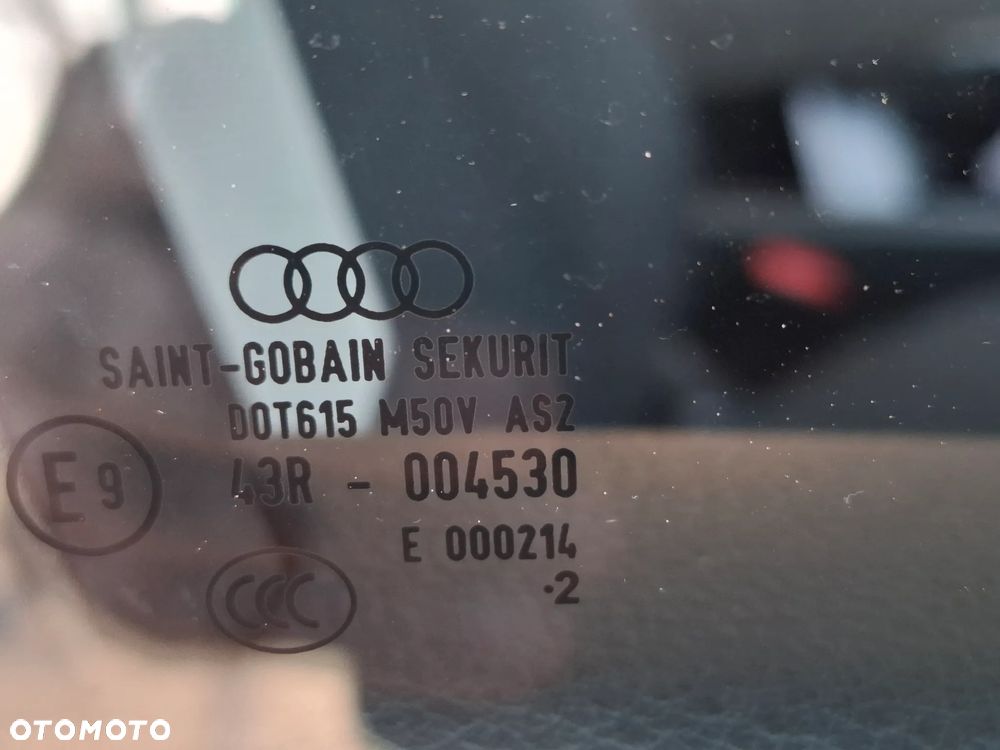 SAINT-GOBAIN SEKURIT
DOT615 M50V AS2
E9 43R - 004530
E 000214
CCC ·2
OTOMOTO